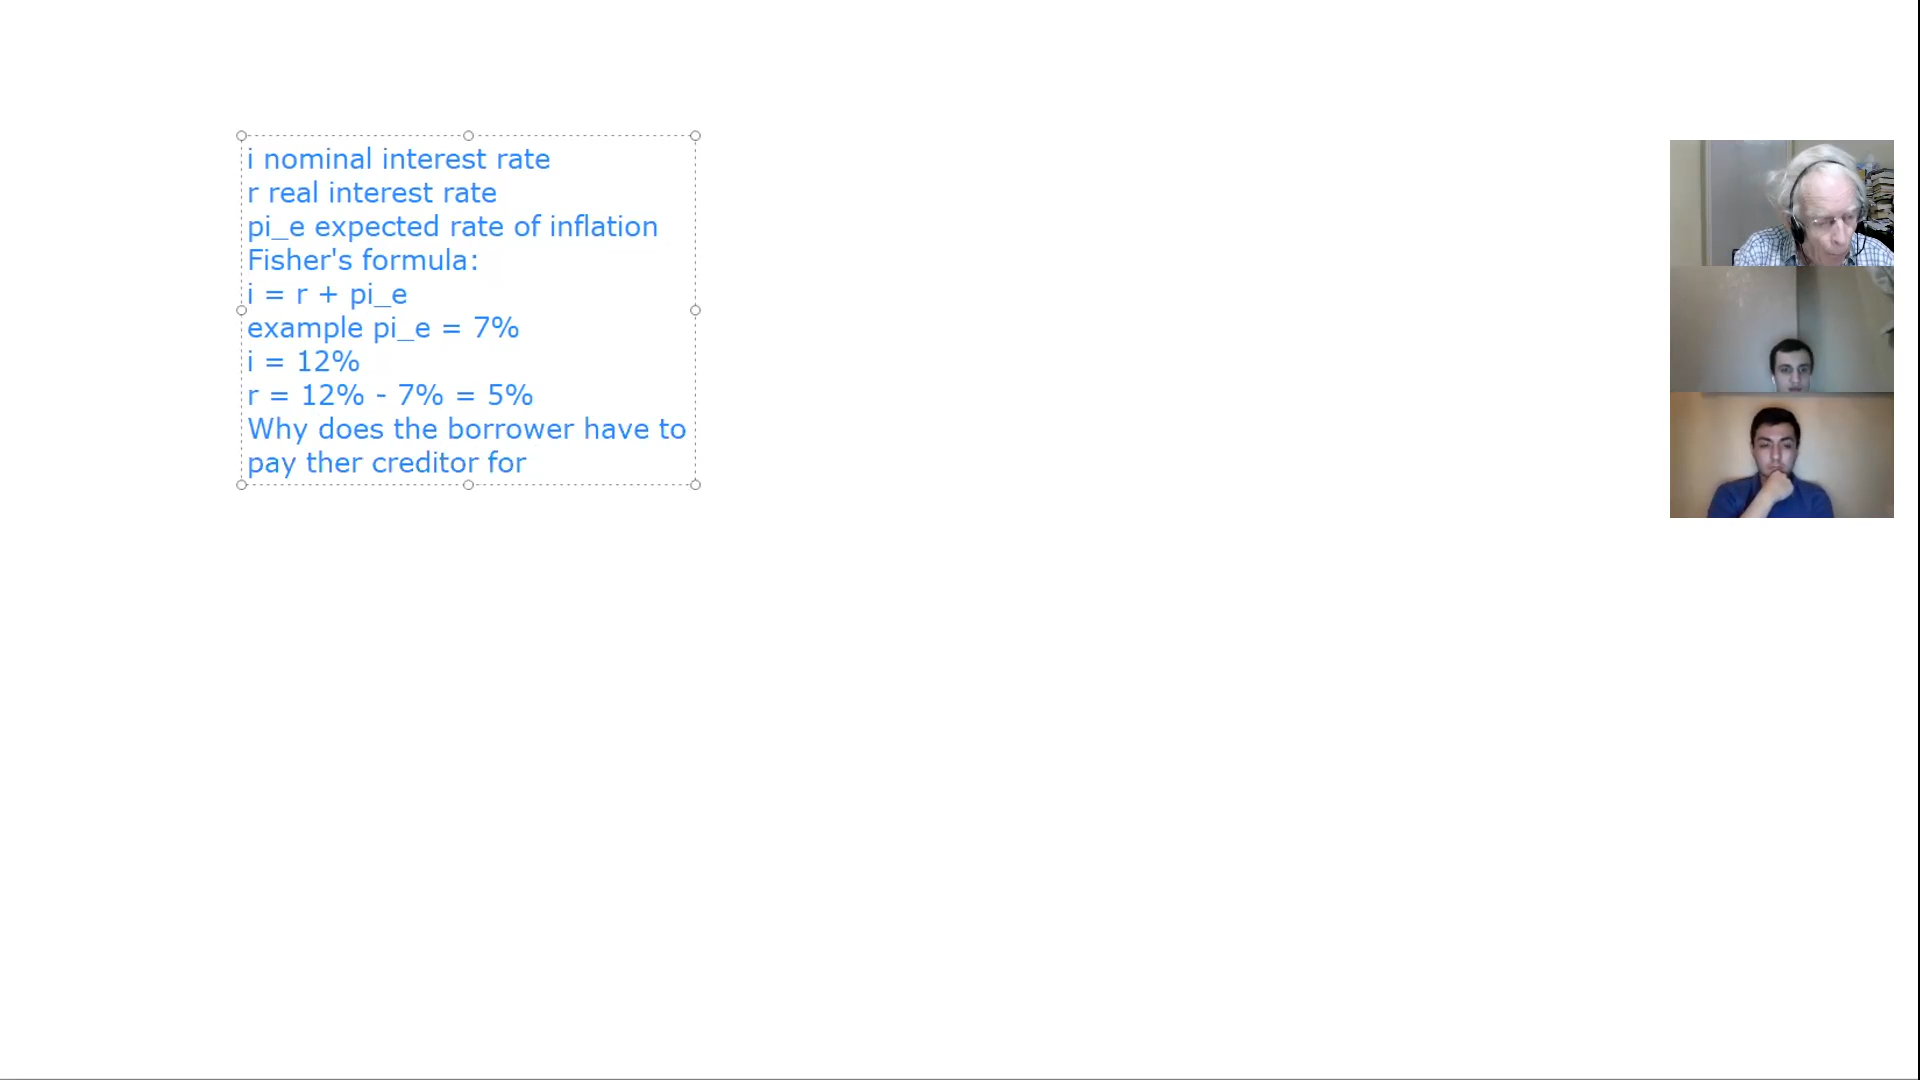 i nominal interest rate
r real interest rate
pi_e expected rate of inflation
Fisher's formula:
i = r + pi_e
example pi_e = 7%
i = 12%
r = 12% - 7% = 5%
Why does the borrower have to
pay ther creditor for